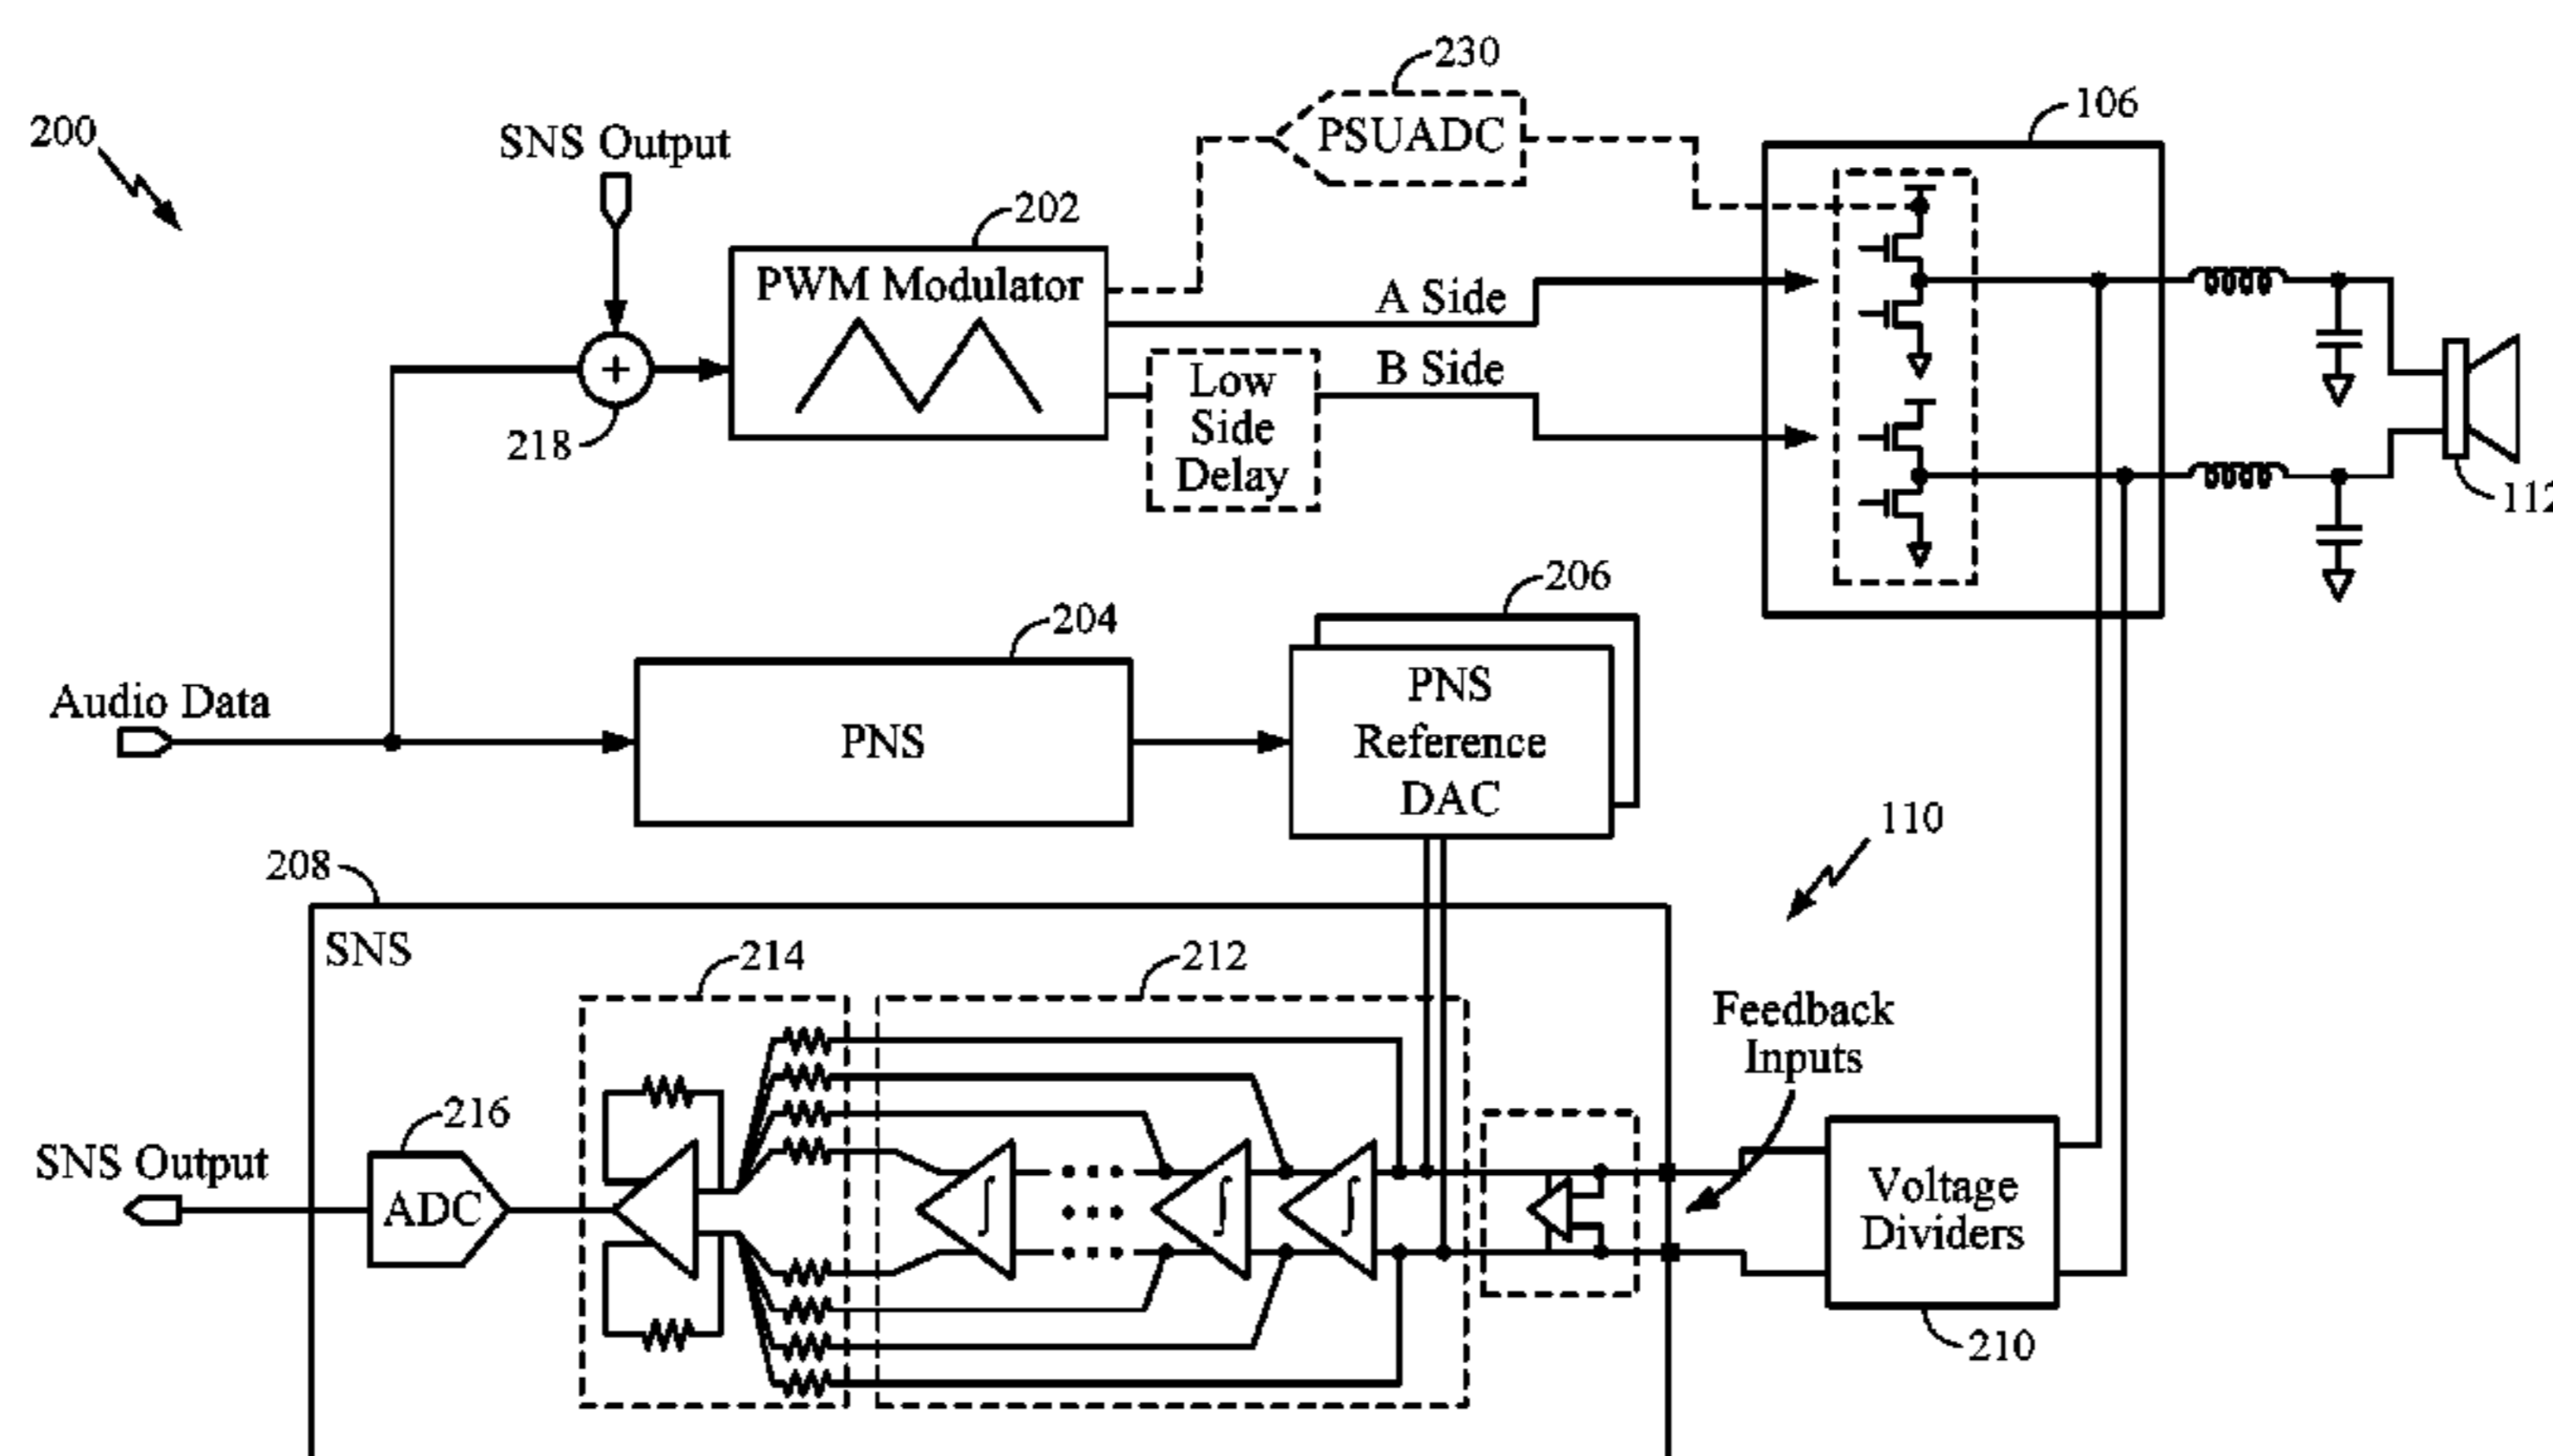 230
PSUADC
106
200
SNS Output
202
PWM Modulator
A Side
B Side
Low
Side
Delay
+
218
112
206
204
Audio Data
PNS
PNS
Reference
DAC
110
208
SNS
214
212
Feedback
Inputs
216
SNS Output
ADC
∫
∫
∫
Voltage
Dividers
210